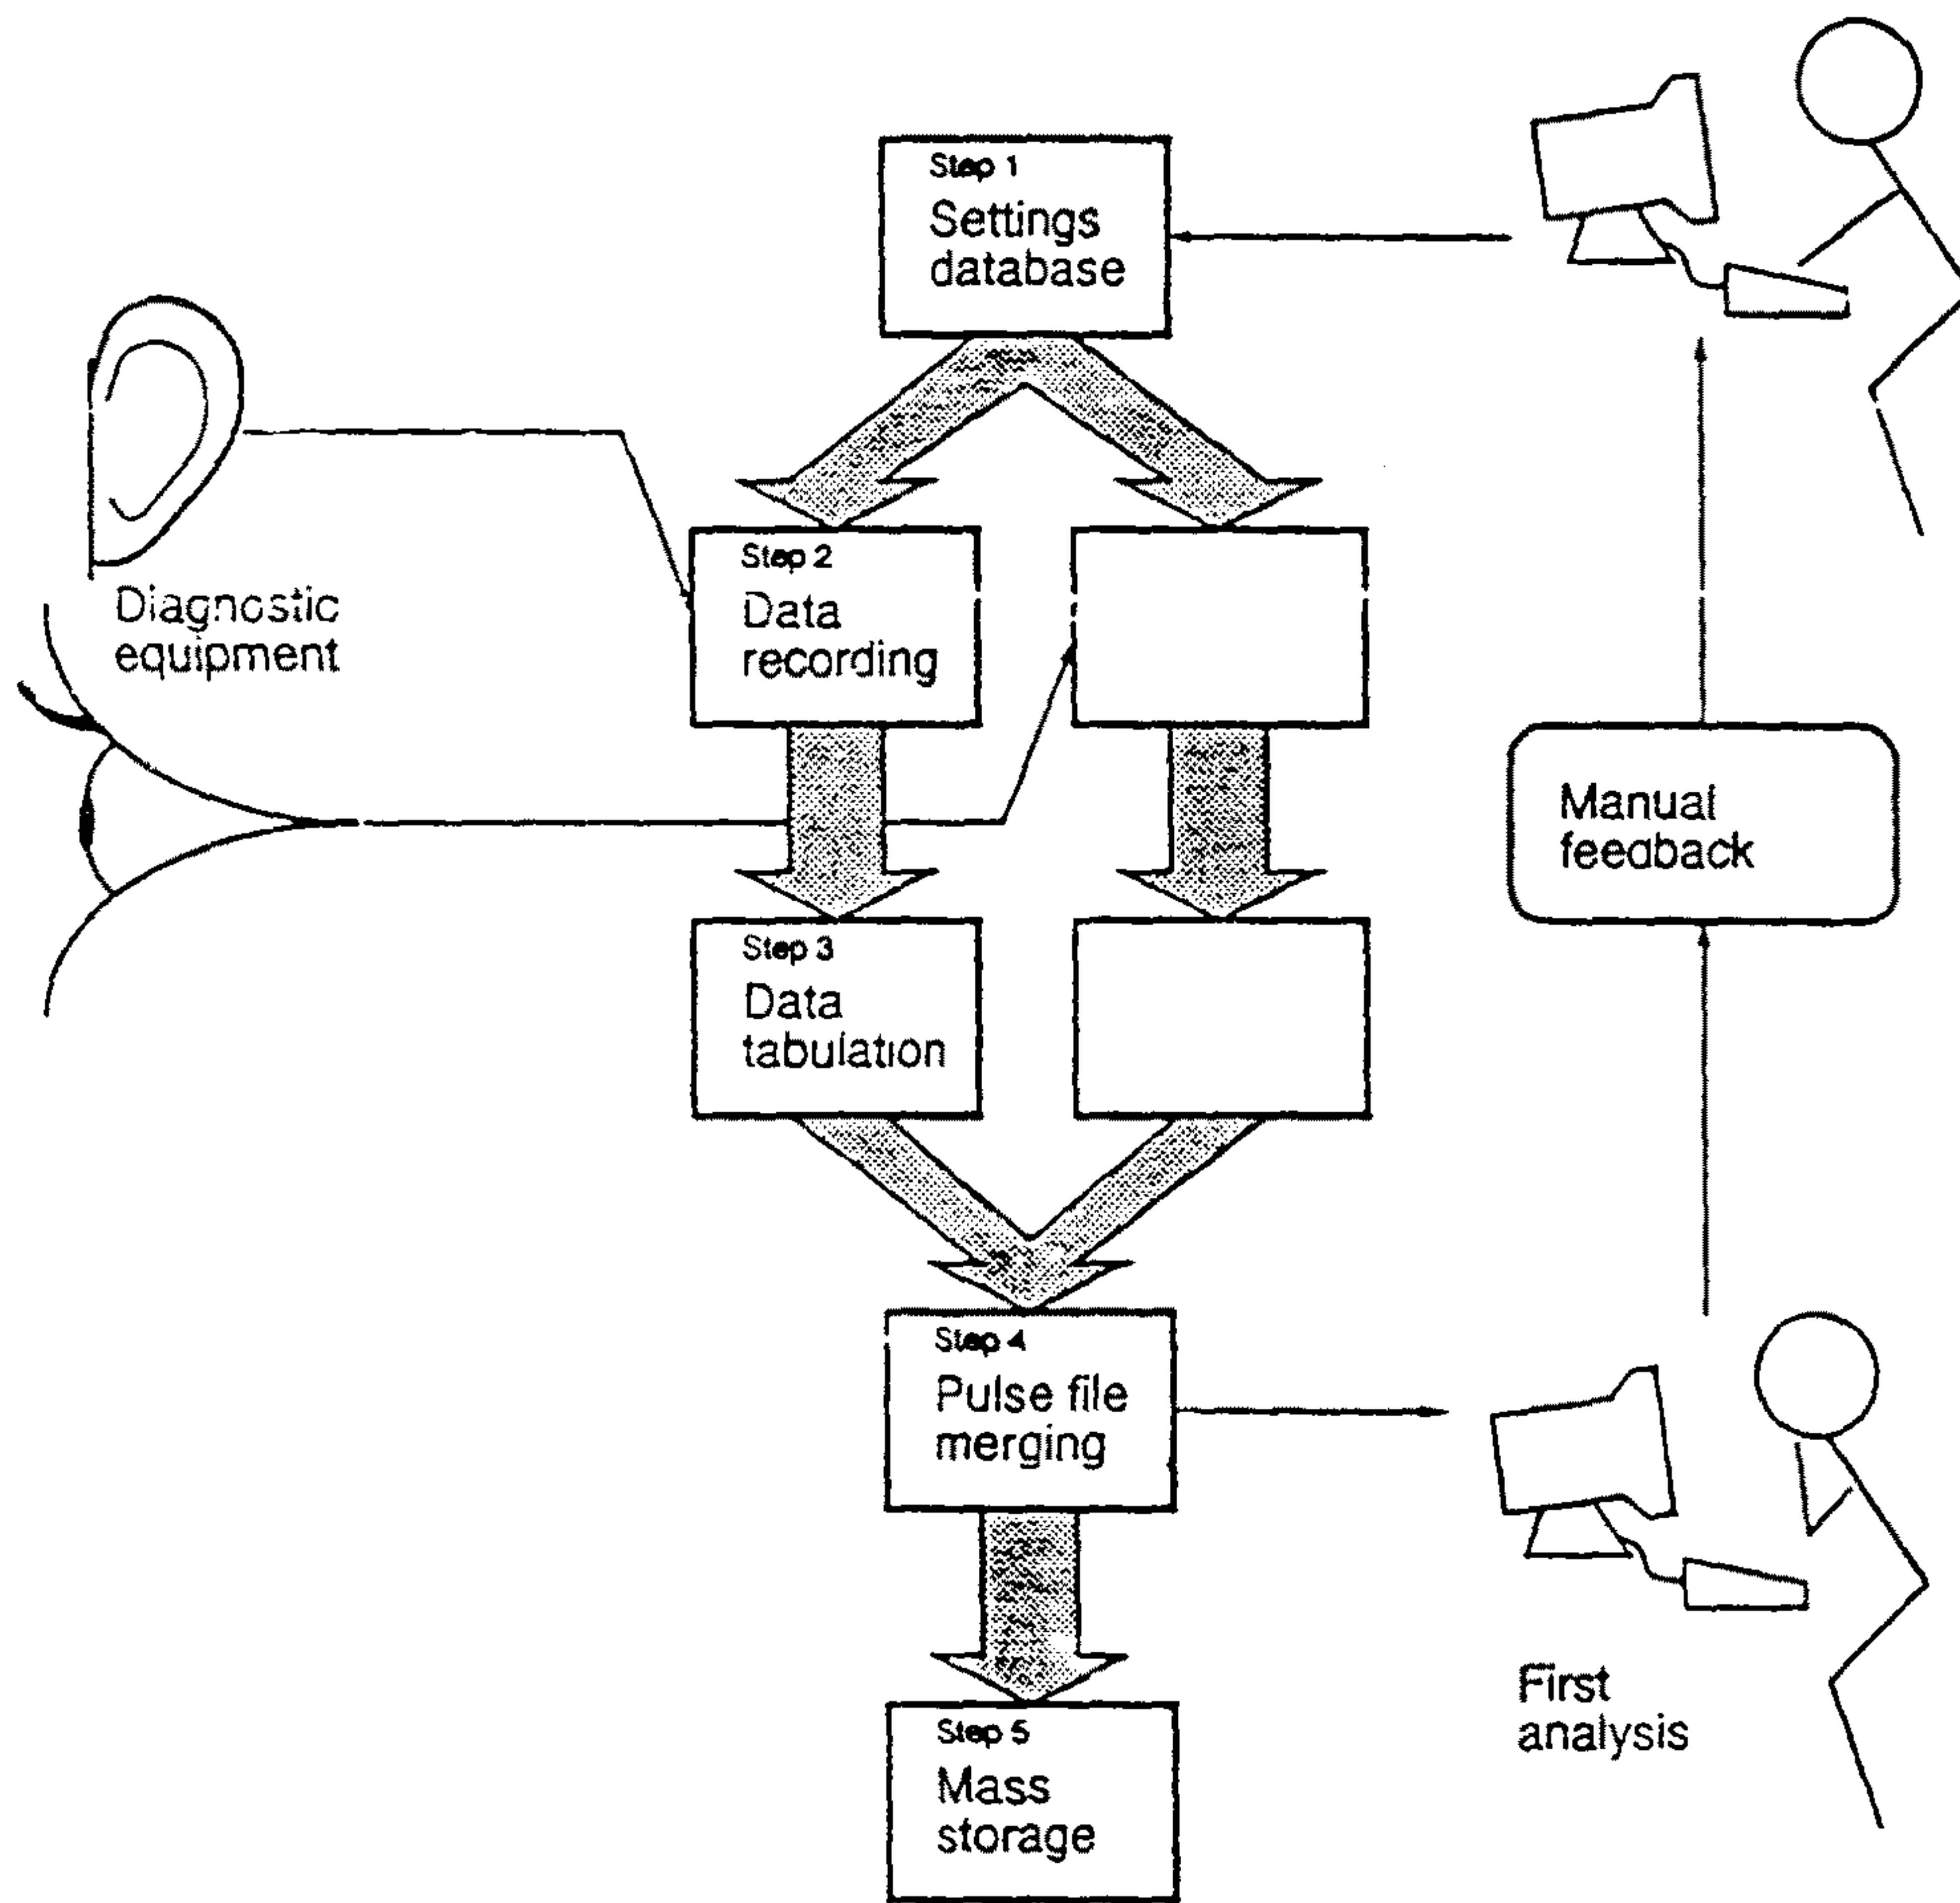 Step 1
Settings
database
Diagnostic
equipment
Step 2
Data
recording
Manual
feedback
Step 3
Data
tabulation
Step 4
Pulse file
merging
First
analysis
Step 5
Mass
storage